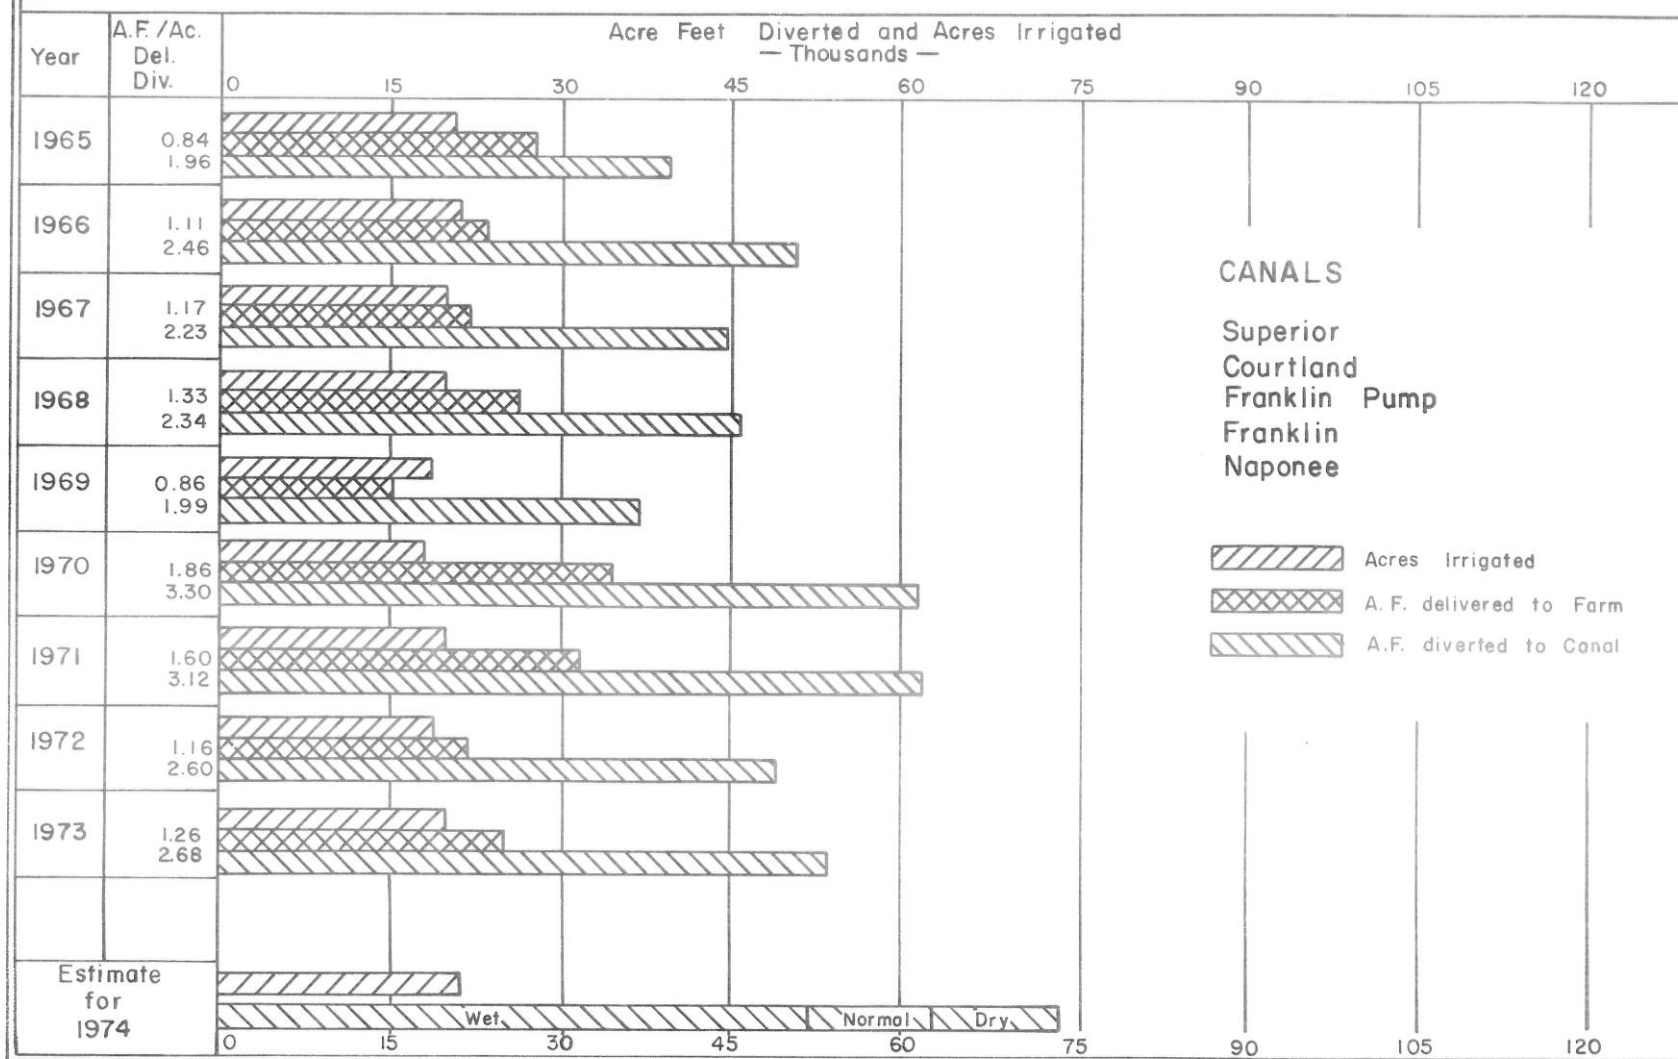 Year
A.F./Ac.
Del.
Div.
Acre Feet Diverted and Acres Irrigated
— Thousands —
0 15 30 45 60 75 90 105 120
1965
0.84
1.96
1966
1.11
2.46
1967
1.17
2.23
1968
1.33
2.34
1969
0.86
1.99
1970
1.86
3.30
1971
1.60
3.12
1972
1.16
2.60
1973
1.26
2.68
CANALS
Superior
Courtland
Franklin Pump
Franklin
Naponee
Acres Irrigated
A.F. delivered to Farm
A.F. diverted to Canal
Estimate
for
1974
Wet Normal Dry
0 15 30 45 60 75 90 105 120